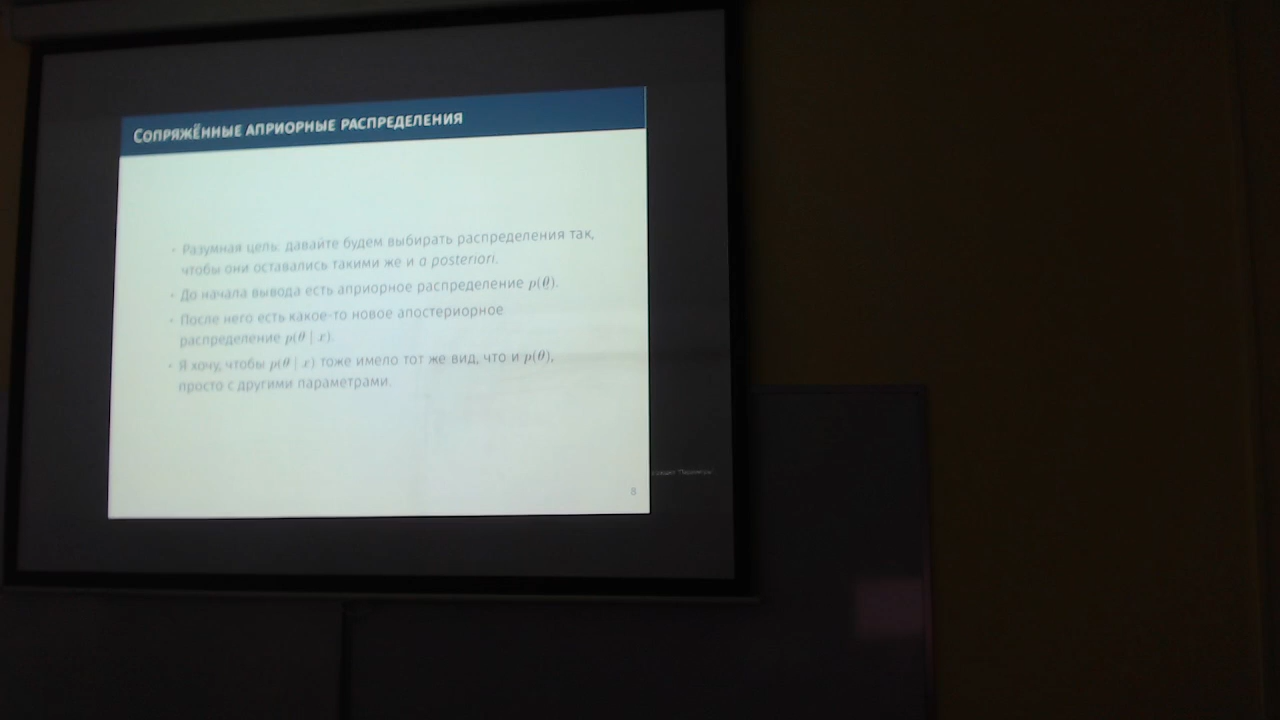 Сопряжённые априорные распределения
• Разумная цель: давайте будем выбирать распределения так,
чтобы они оставались такими же и a posteriori.
• До начала вывода есть априорное распределение p(θ).
• После него есть какое-то новое апостериорное
распределение p(θ | x).
• Я хочу, чтобы p(θ | x) тоже имело тот же вид, что и p(θ),
просто с другими параметрами.
8